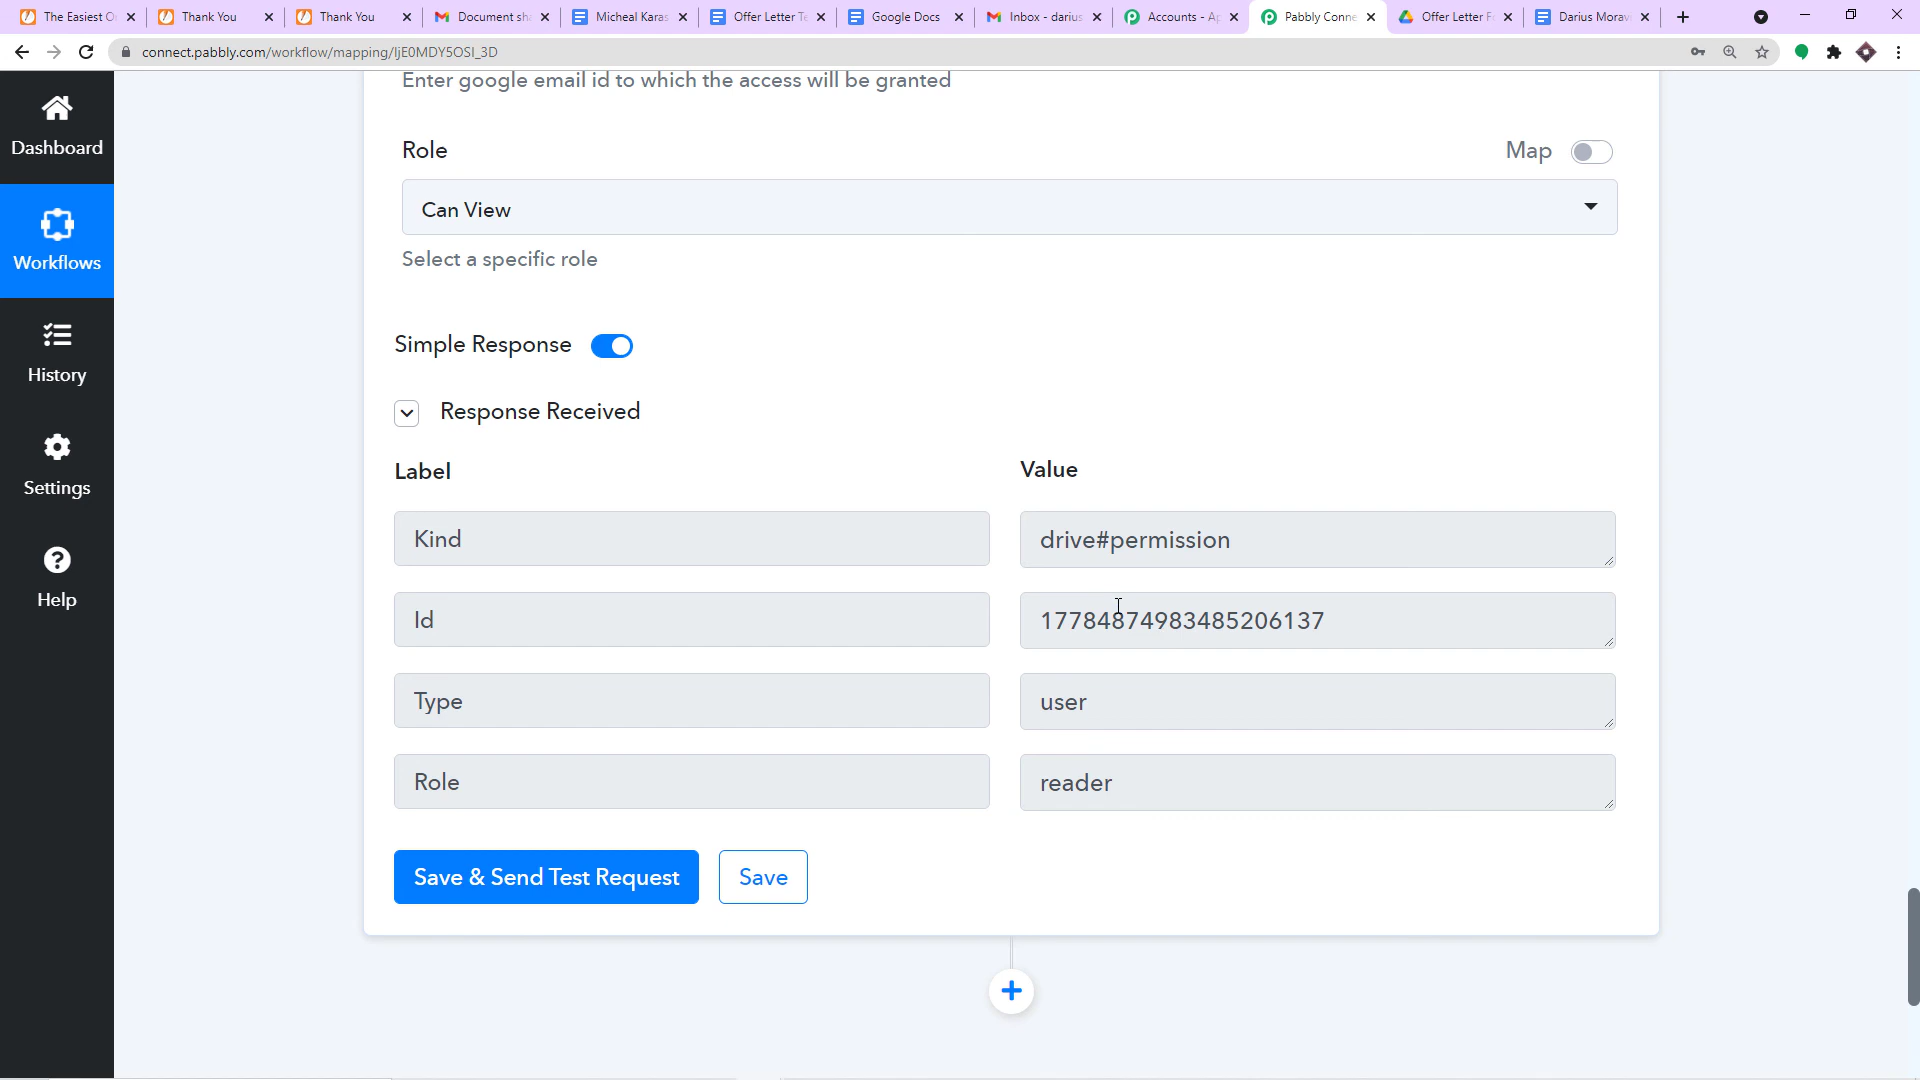 The Easiest O
Thank You
Thank You
Document sh
Micheal Karas
Offer Letter Te
Google Docs
Inbox - darius
Accounts - Ap
Pabbly Conne
Offer Letter F
Darius Morav
connect.pabbly.com/workflow/mapping/IjE0MDY5OSI_3D
Enter google email id to which the access will be granted
Dashboard
Workflows
History
Settings
Help
Role
Map
Can View
Select a specific role
Simple Response
Response Received
Label
Value
Kind
drive#permission
Id
17784874983485206137
Type
user
Role
reader
Save & Send Test Request
Save